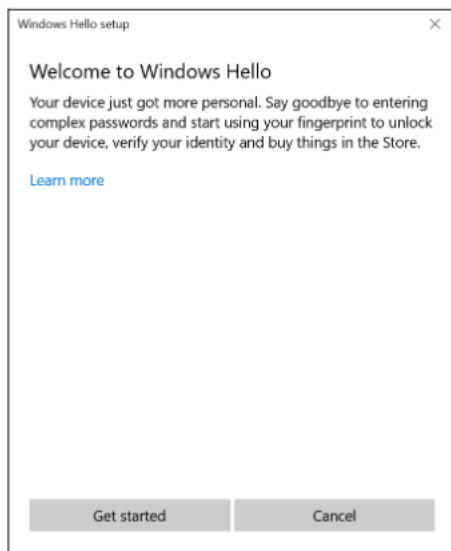 Windows Hello setup
Welcome to Windows Hello
Your device just got more personal. Say goodbye to entering
complex passwords and start using your fingerprint to unlock
your device, verify your identity and buy things in the Store.
Learn more
Get started
Cancel